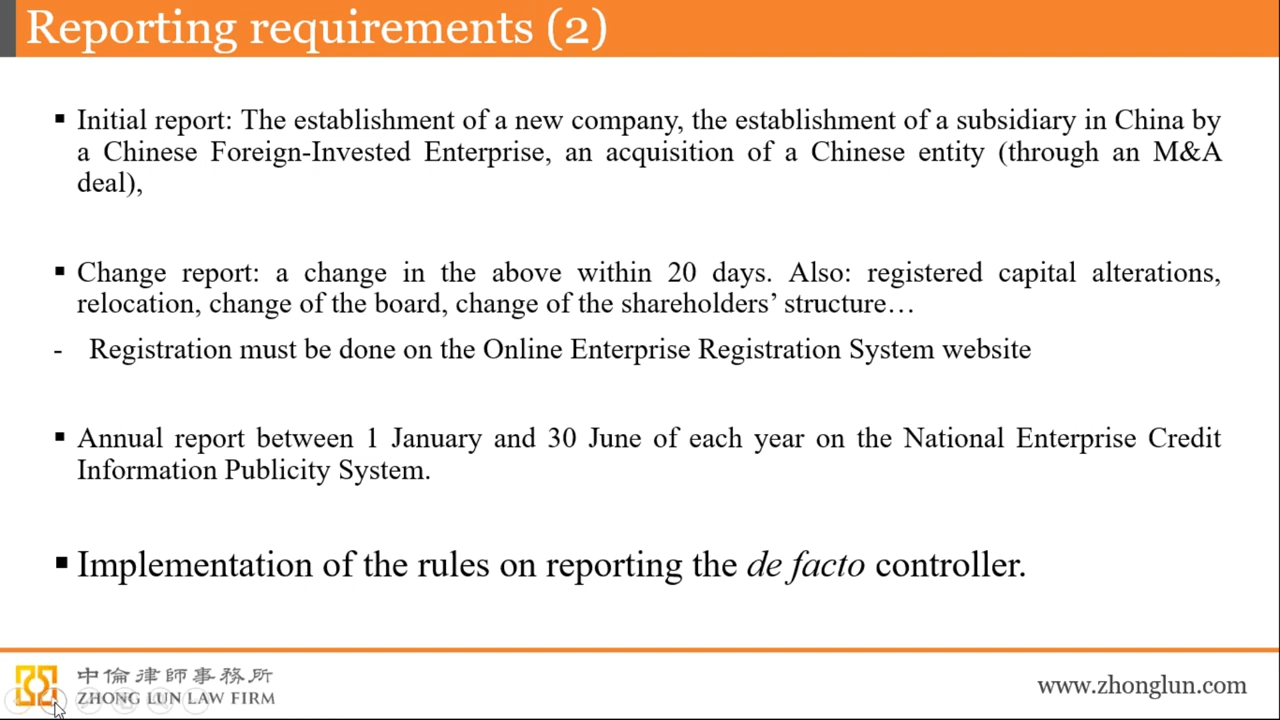 Reporting requirements (2)
▪ Initial report: The establishment of a new company, the establishment of a subsidiary in China by
a Chinese Foreign-Invested Enterprise, an acquisition of a Chinese entity (through an M&A
deal),
▪ Change report: a change in the above within 20 days. Also: registered capital alterations,
relocation, change of the board, change of the shareholders’ structure…
- Registration must be done on the Online Enterprise Registration System website
▪ Annual report between 1 January and 30 June of each year on the National Enterprise Credit
Information Publicity System.
▪ Implementation of the rules on reporting the de facto controller.
中倫律師事務所
ZHONG LUN LAW FIRM
www.zhonglun.com